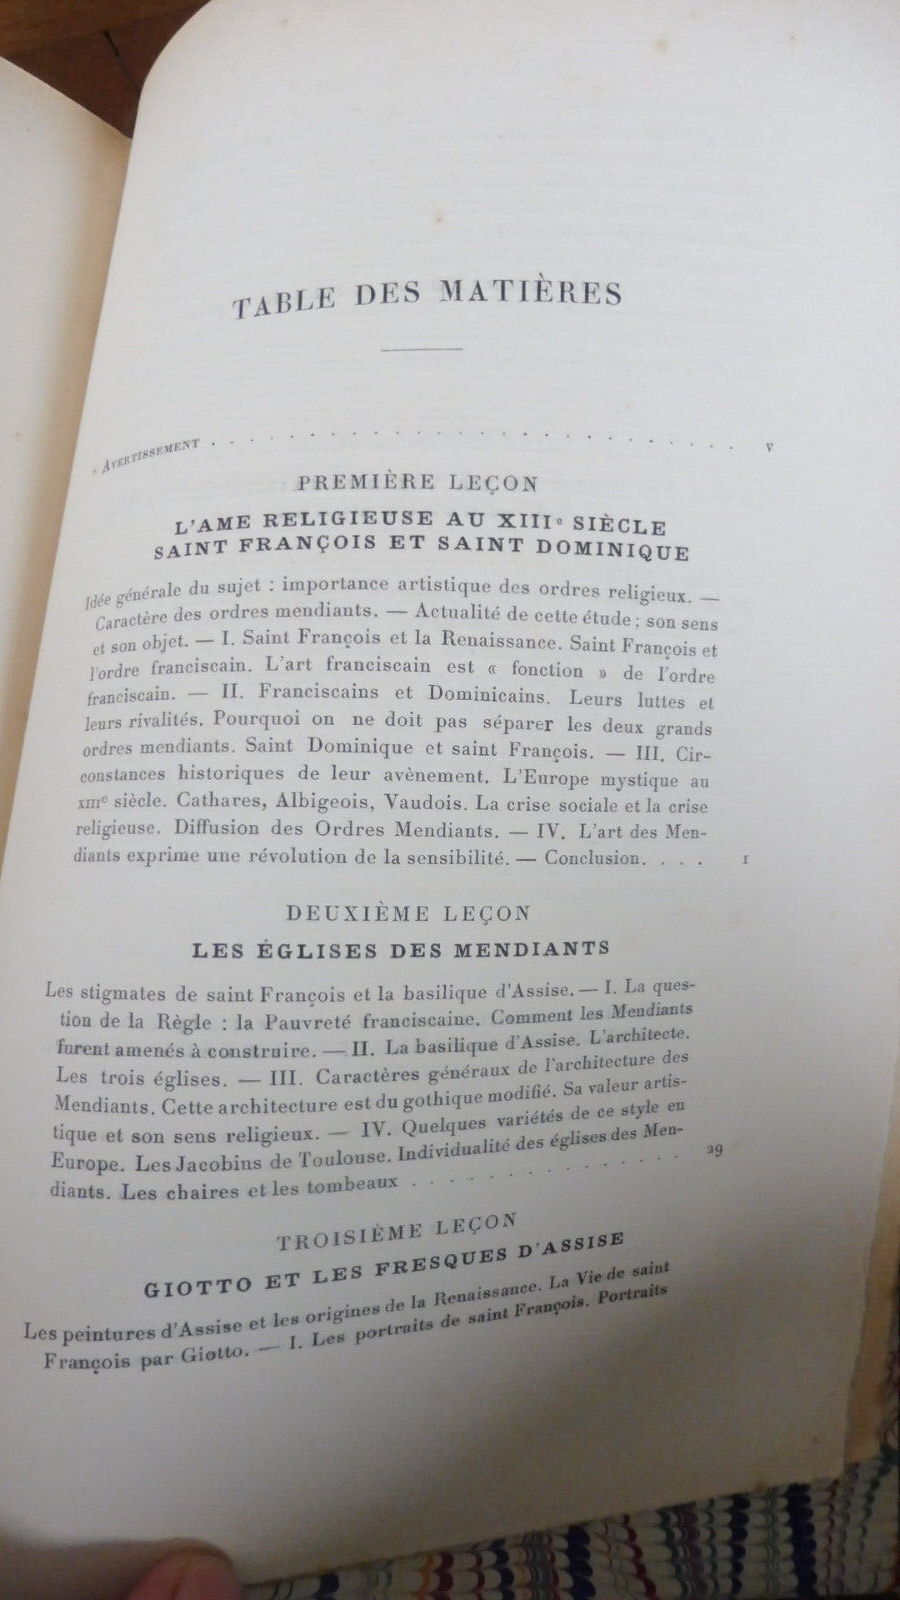 TABLE DES MATIÈRES
AVERTISSEMENT . . . . . . . . . . . . . . . . . . . . . v
PREMIÈRE LEÇON
L'AME RELIGIEUSE AU XIIIe SIÈCLE
SAINT FRANÇOIS ET SAINT DOMINIQUE
Idée générale du sujet : importance artistique des ordres religieux. —
Caractère des ordres mendiants. — Actualité de cette étude ; son sens
et son objet. — I. Saint François et la Renaissance. Saint François et
l'ordre franciscain. L'art franciscain est « fonction » de l'ordre
franciscain. — II. Franciscains et Dominicains. Leurs luttes et
leurs rivalités. Pourquoi on ne doit pas séparer les deux grands
ordres mendiants. Saint Dominique et saint François. — III. Cir-
constances historiques de leur avènement. L'Europe mystique au
XIIIe siècle. Cathares, Albigeois, Vaudois. La crise sociale et la crise
religieuse. Diffusion des Ordres Mendiants. — IV. L'art des Men-
diants exprime une révolution de la sensibilité. — Conclusion. . . . . 1
DEUXIÈME LEÇON
LES ÉGLISES DES MENDIANTS
Les stigmates de saint François et la basilique d'Assise. — I. La ques-
tion de la Règle : la Pauvreté franciscaine. Comment les Mendiants
furent amenés à construire. — II. La basilique d'Assise. L'architecte.
Les trois églises. — III. Caractères généraux de l'architecture des
Mendiants. Cette architecture est du gothique modifié. Sa valeur artis-
tique et son sens religieux. — IV. Quelques variétés de ce style en
Europe. Les Jacobins de Toulouse. Individualité des églises des Men-
diants. Les chaires et les tombeaux . . . . . . . . . . . . 29
TROISIÈME LEÇON
GIOTTO ET LES FRESQUES D'ASSISE
Les peintures d'Assise et les origines de la Renaissance. La Vie de saint
François par Giotto. — I. Les portraits de saint François. Portraits